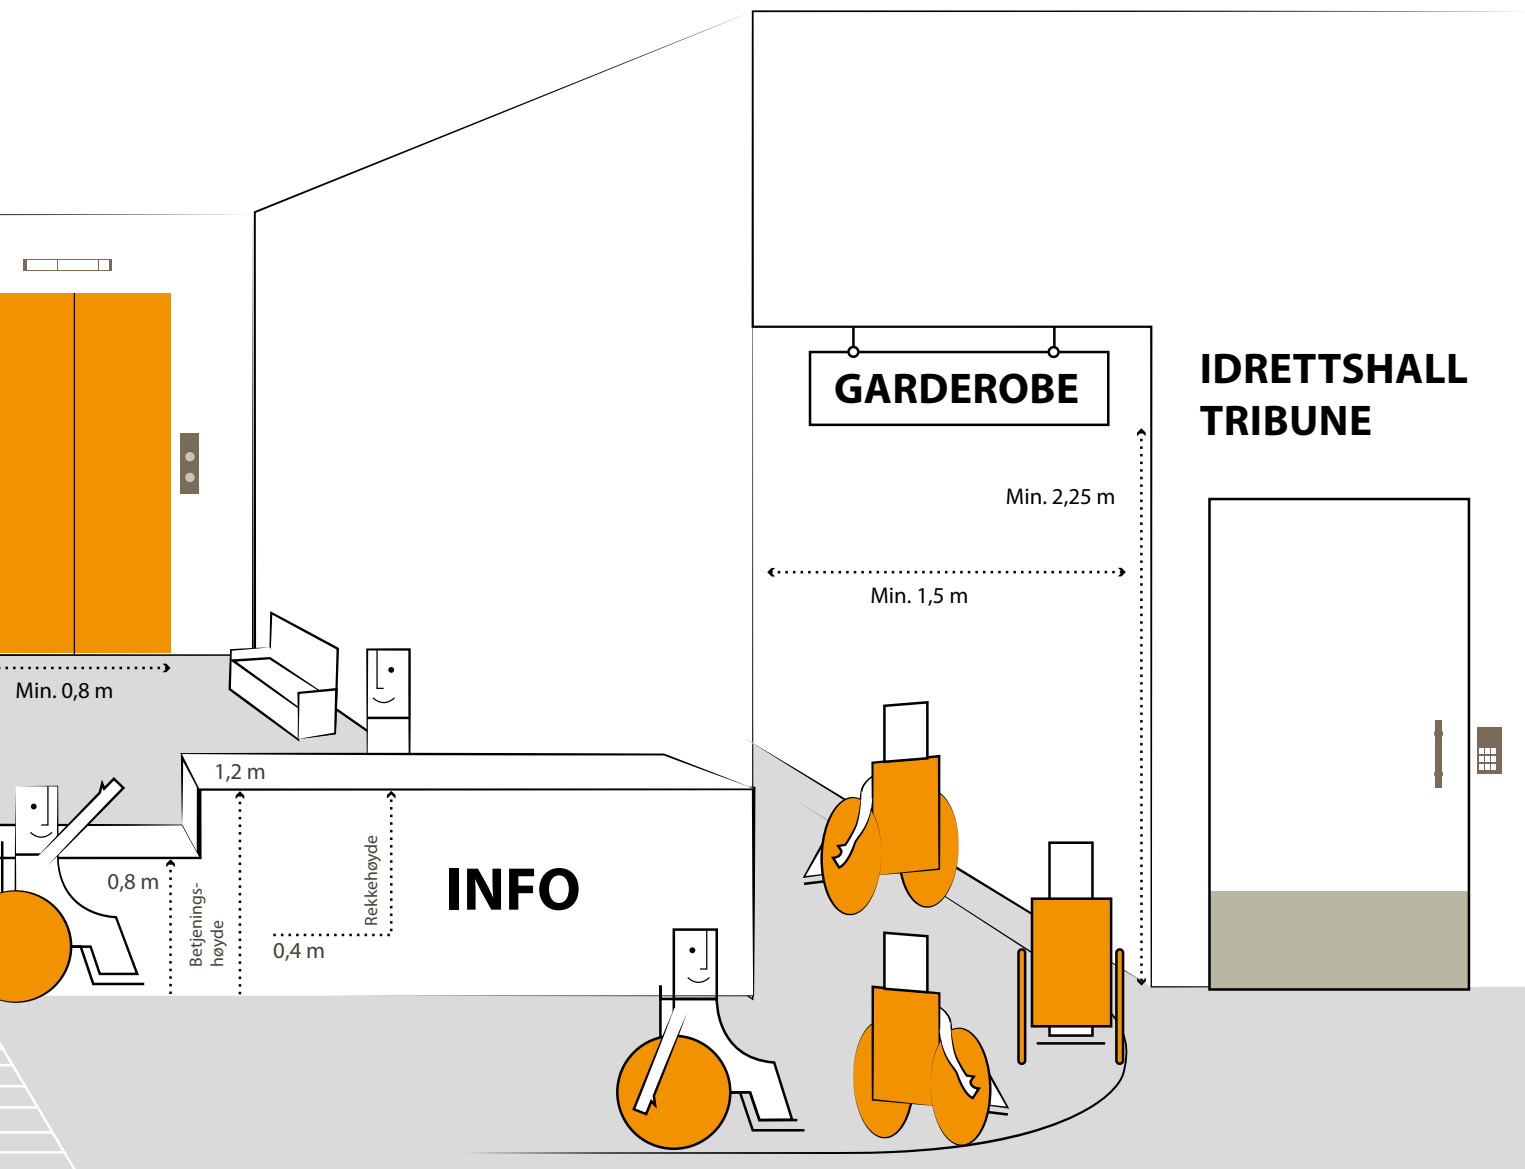 GARDEROBE
IDRETTSHALL
TRIBUNE
Min. 2,25 m
Min. 1,5 m
Min. 0,8 m
1,2 m
0,8 m
Betjenings-
høyde
Rekkehøyde
0,4 m
INFO